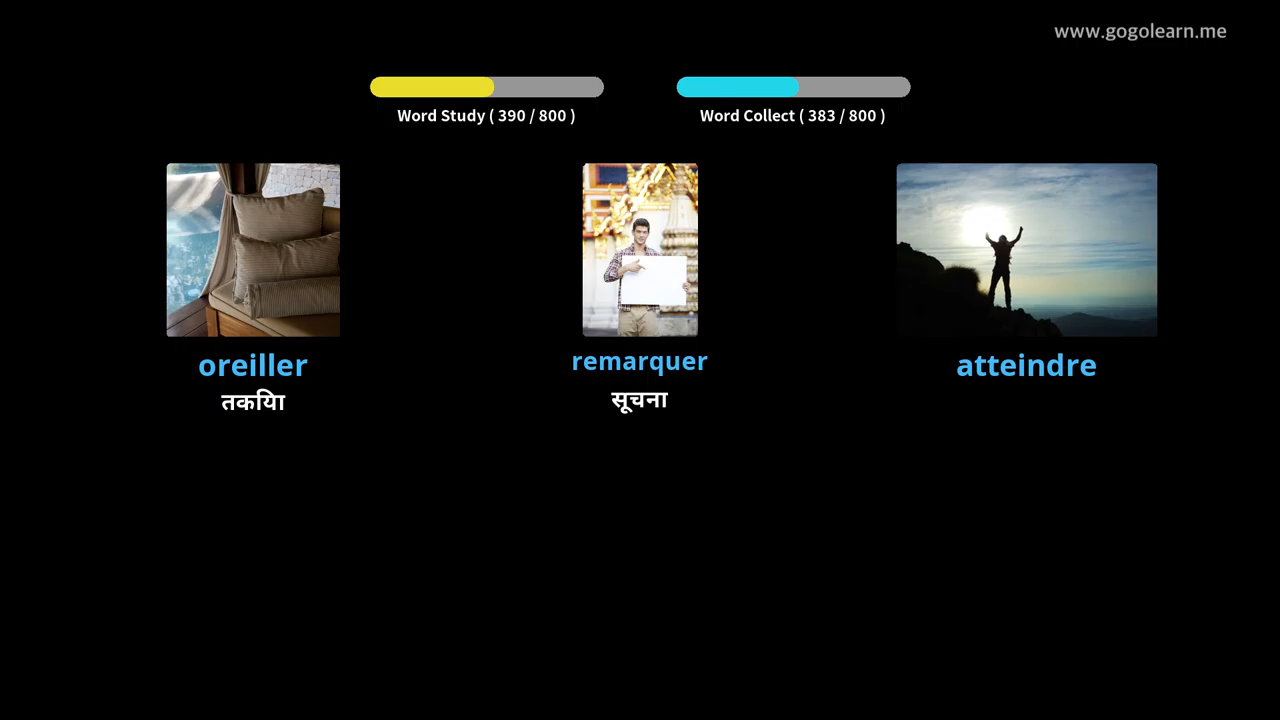 www.gogolearn.me
Word Study ( 390 / 800 )
Word Collect ( 383 / 800 )
oreiller
remarquer
atteindre
तकिया
सूचना